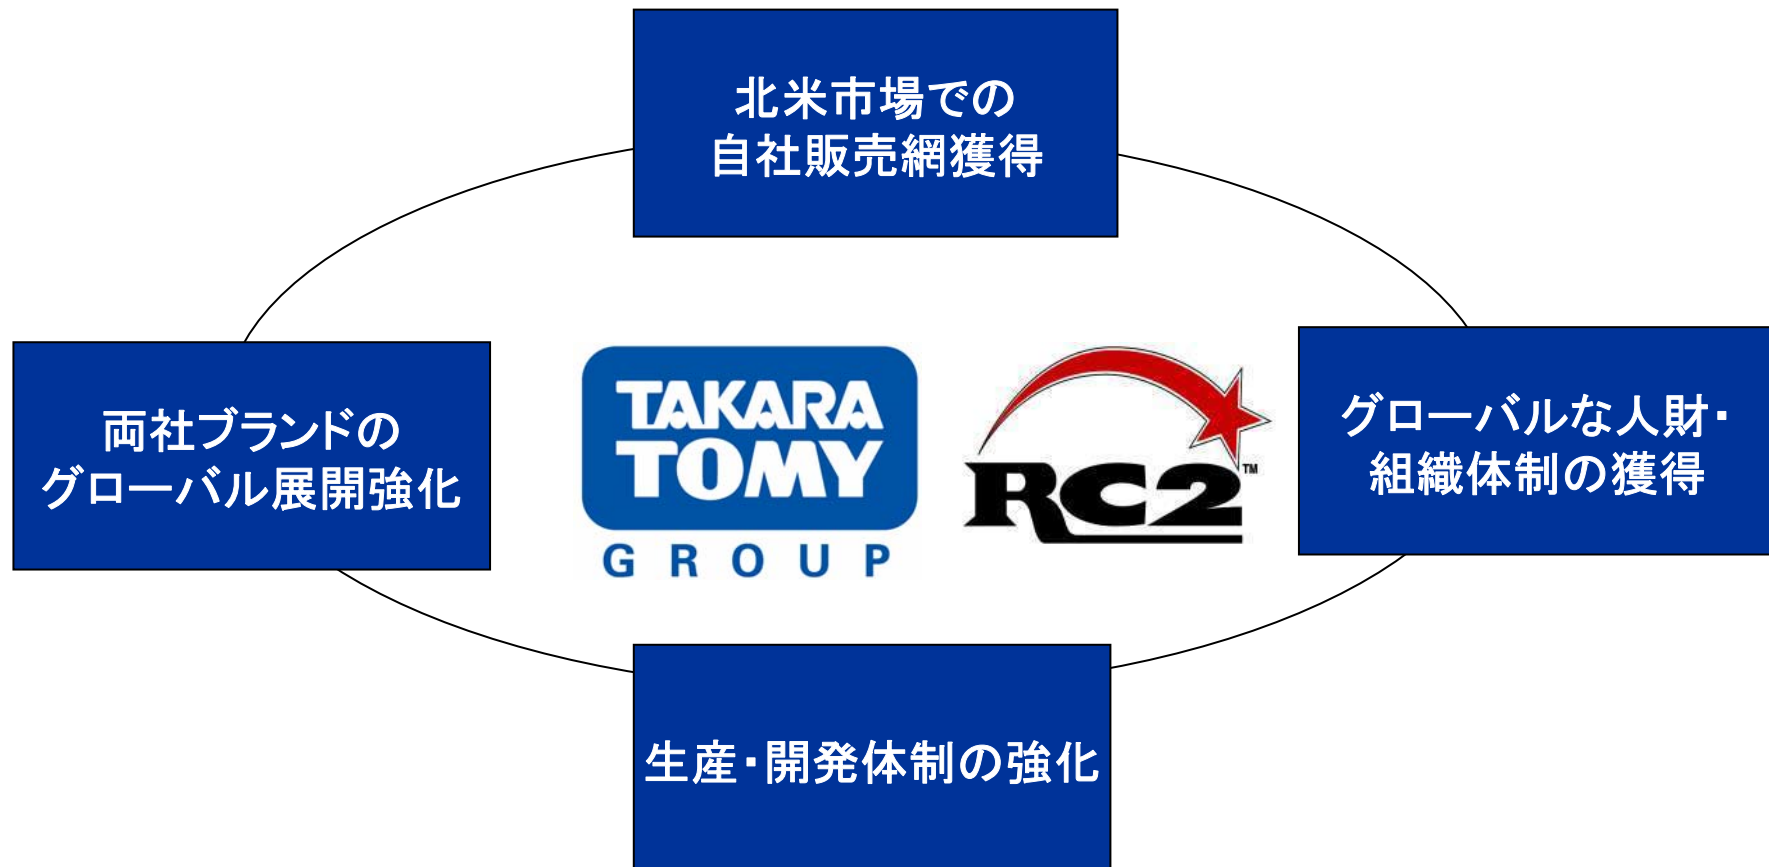 北米市場での
自社販売網獲得
両社ブランドの
グローバル展開強化
TAKARA
TOMY
GROUP
RC2™
グローバルな人財・
組織体制の獲得
生産・開発体制の強化